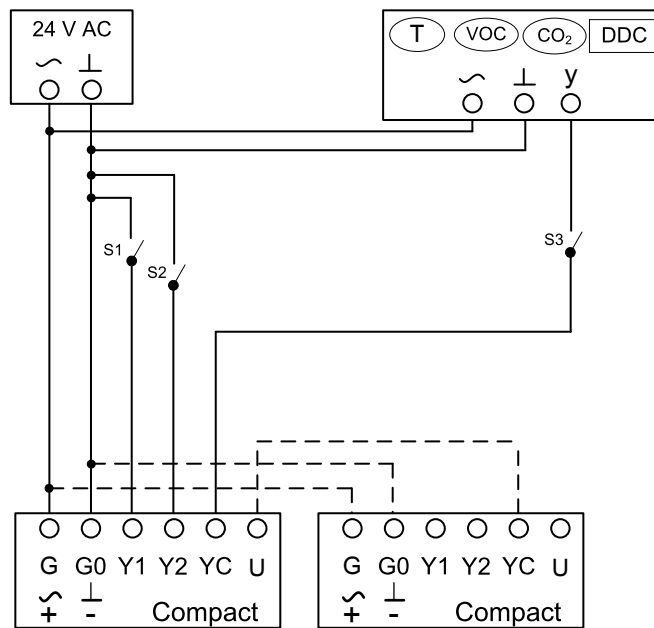 24 V AC
T VOC CO₂ DDC
y
S1
S2
S3
G G0 Y1 Y2 YC U
+ - Compact
G G0 Y1 Y2 YC U
+ - Compact